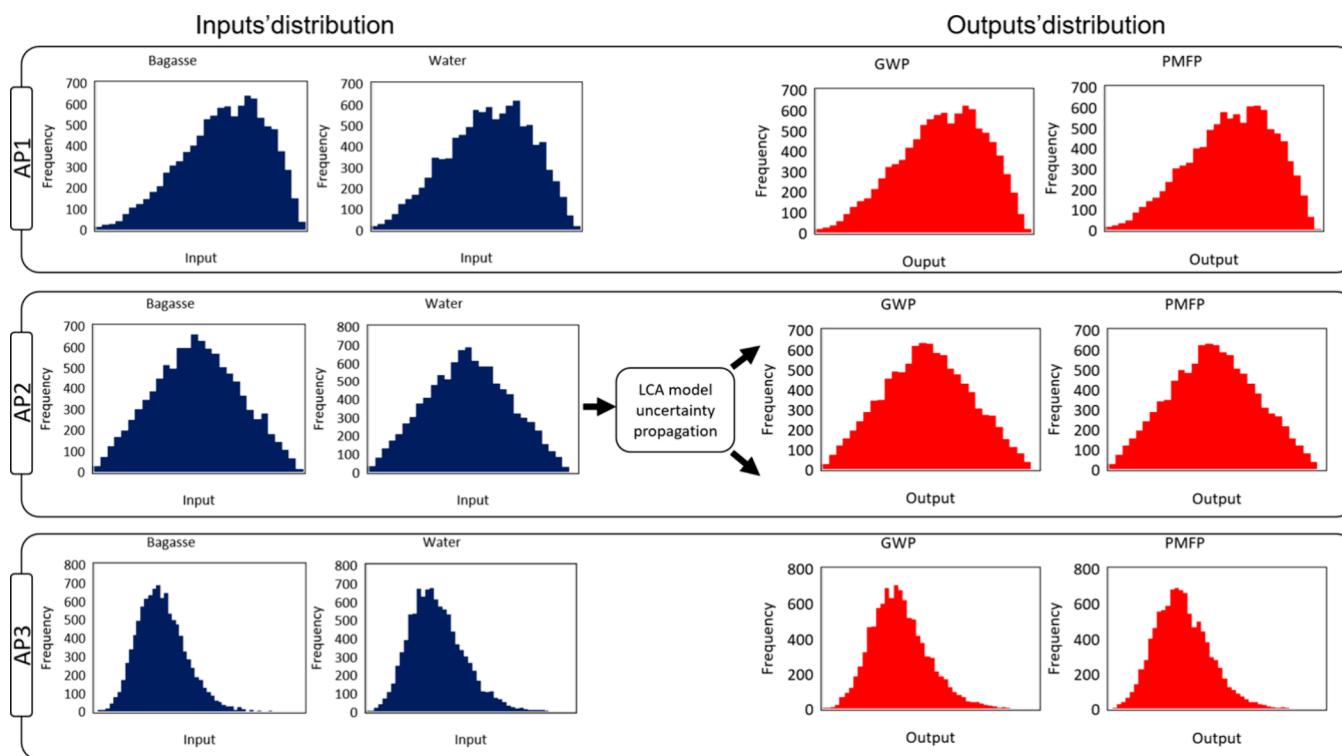 Inputs'distribution
Outputs'distribution
AP1
Bagasse
700
600
500
400
300
200
100
0
Frequency
Input
Water
700
600
500
400
300
200
100
0
Frequency
Input
GWP
700
600
500
400
300
200
100
0
Frequency
Ouput
PMFP
700
600
500
400
300
200
100
0
Frequency
Output
AP2
Bagasse
700
600
500
400
300
200
100
0
Frequency
Input
Water
800
700
600
500
400
300
200
100
0
Frequency
Input
LCA model
uncertainty
propagation
GWP
700
600
500
400
300
200
100
0
Frequency
Output
PMFP
700
600
500
400
300
200
100
0
Frequency
Output
AP3
Bagasse
800
700
600
500
400
300
200
100
0
Frequency
Input
Water
800
700
600
500
400
300
200
100
0
Frequency
Input
GWP
800
600
400
200
0
Frequency
Output
PMFP
800
600
400
200
0
Frequency
Output